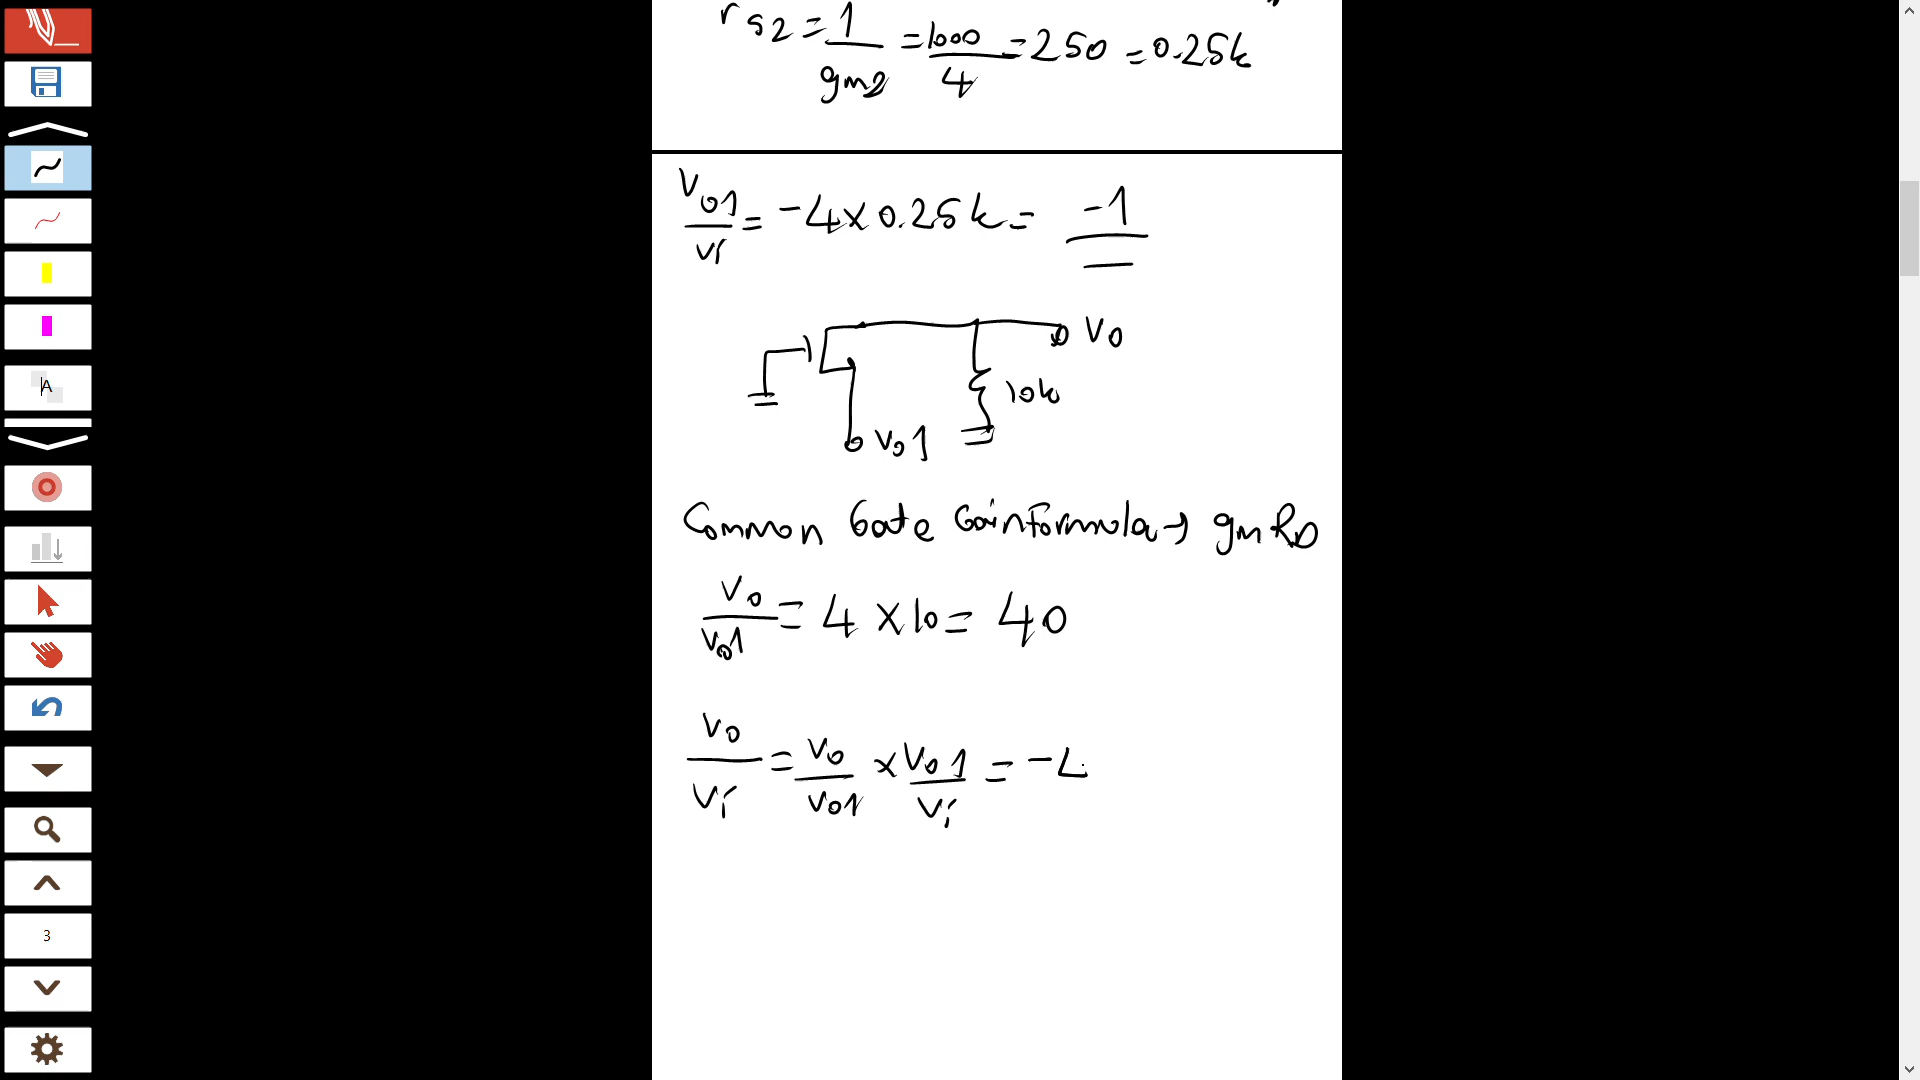 rs2 = 1/gm2 = 1000/4 = 250 = 0.25k
Vo1/Vi = -4 × 0.25k = -1
Vo
10k
Vo1
Common Gate Gain Formula → gmRD
Vo/Vo1 = 4 × 10 = 40
Vo/Vi = Vo/Vo1 × Vo1/Vi = -4
A
3